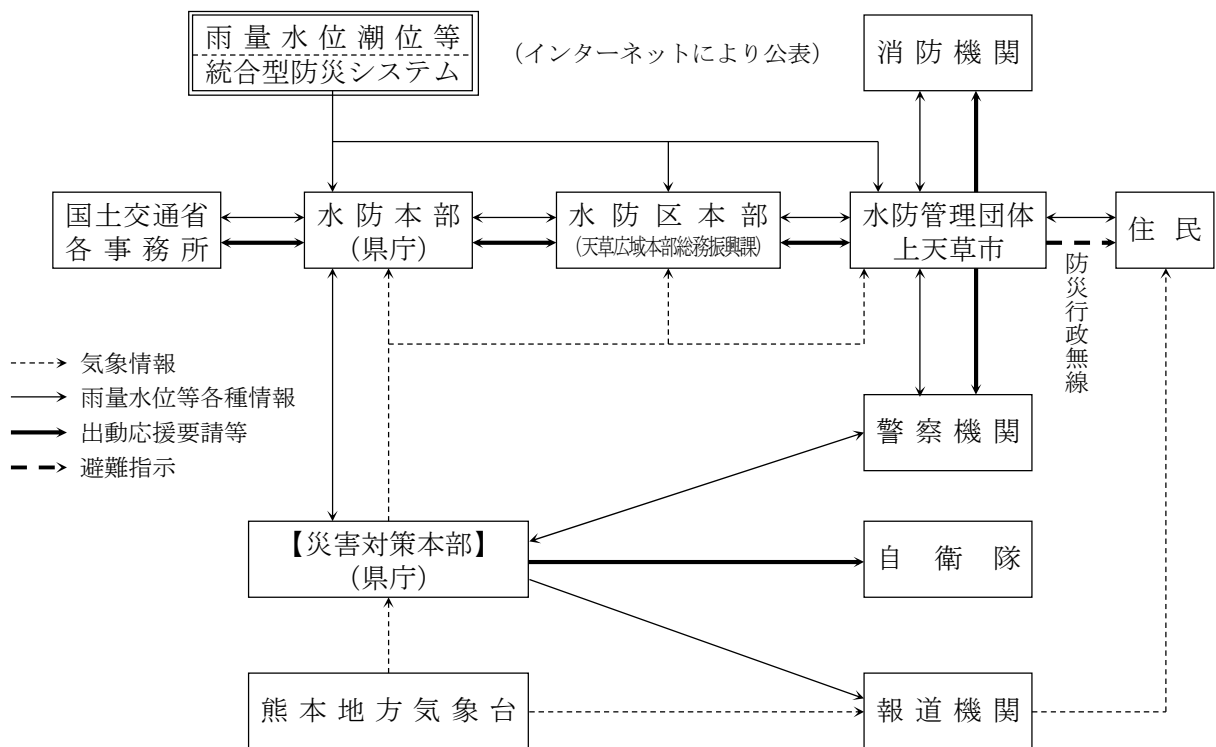 雨量水位潮位等
統合型防災システム
(インターネットにより公表)
消防機関
国土交通省
各事務所
水防本部
(県庁)
水防区本部
(天草広域本部総務振興課)
水防管理団体
上天草市
住民
防災行政無線
気象情報
雨量水位等各種情報
出動応援要請等
避難指示
警察機関
【災害対策本部】
(県庁)
自衛隊
熊本地方気象台
報道機関